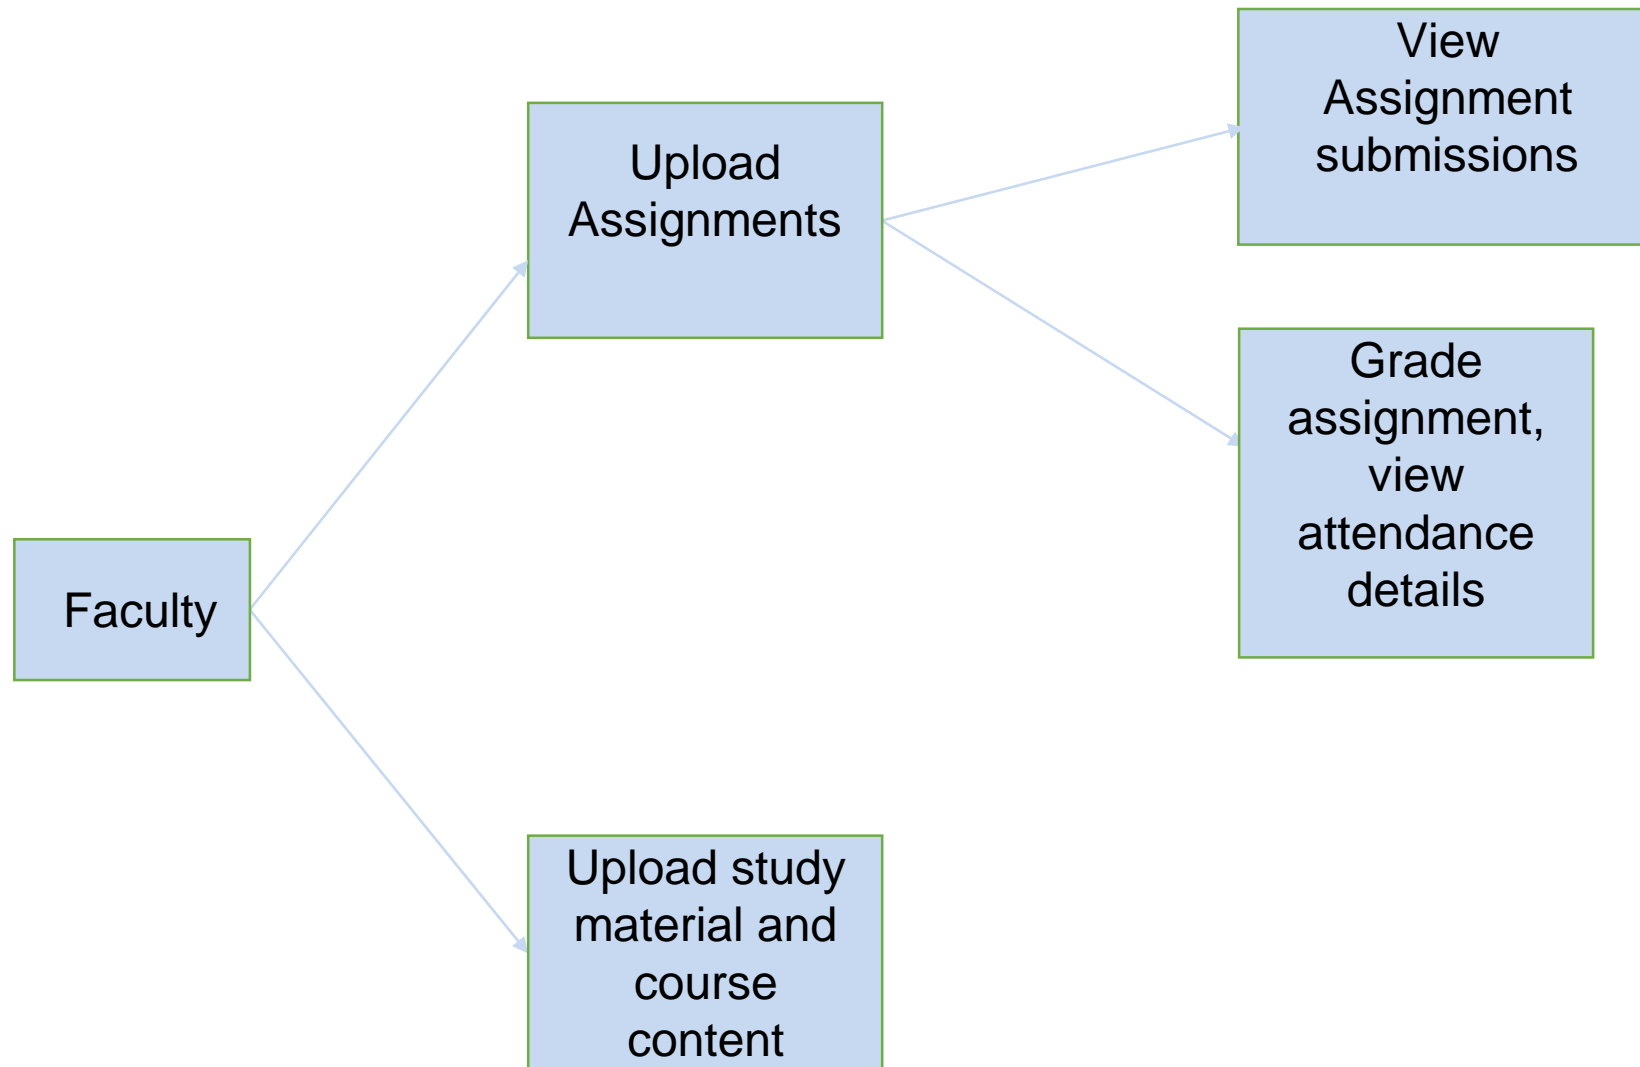 View
Assignment
submissions
Upload
Assignments
Grade
assignment,
view
attendance
details
Faculty
Upload study
material and
course
content